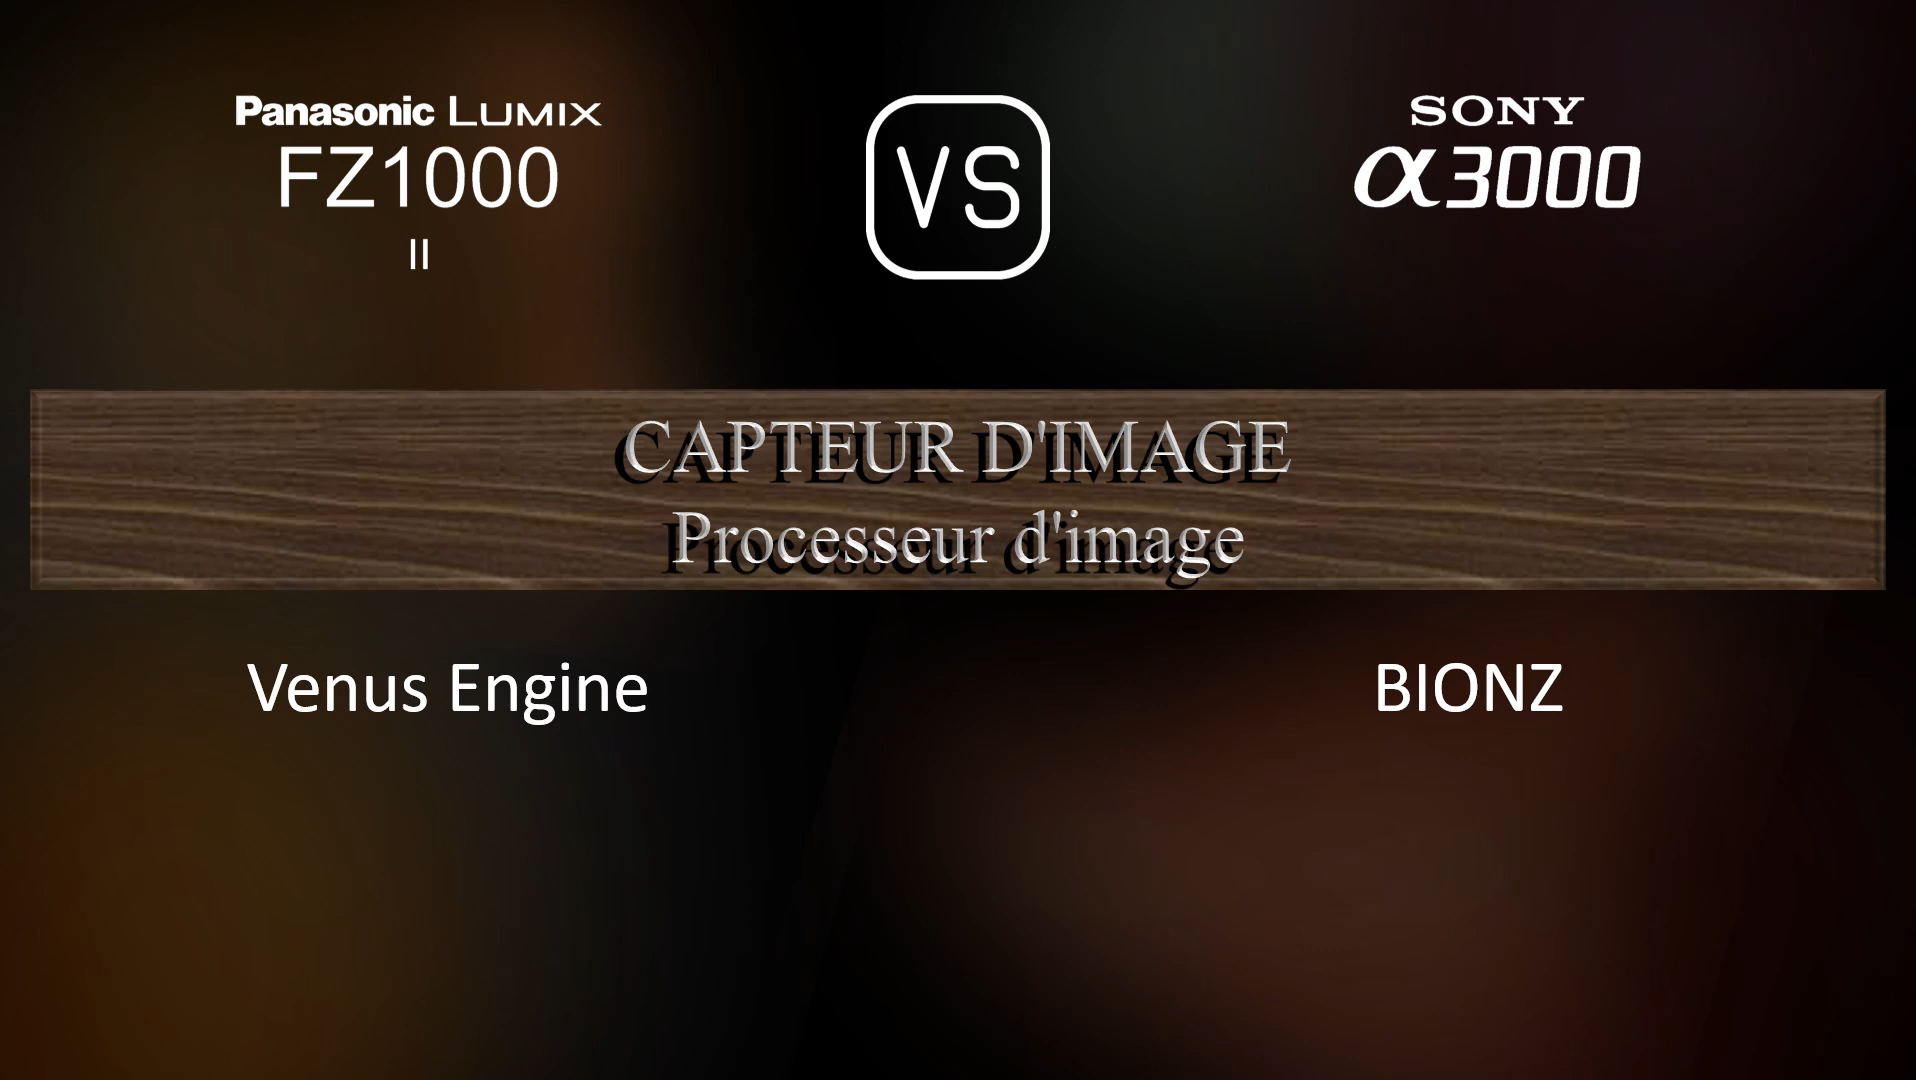 Panasonic LUMIX
FZ1000
II
VS
SONY
α3000
CAPTEUR D'IMAGE
Processeur d'image
Venus Engine
BIONZ